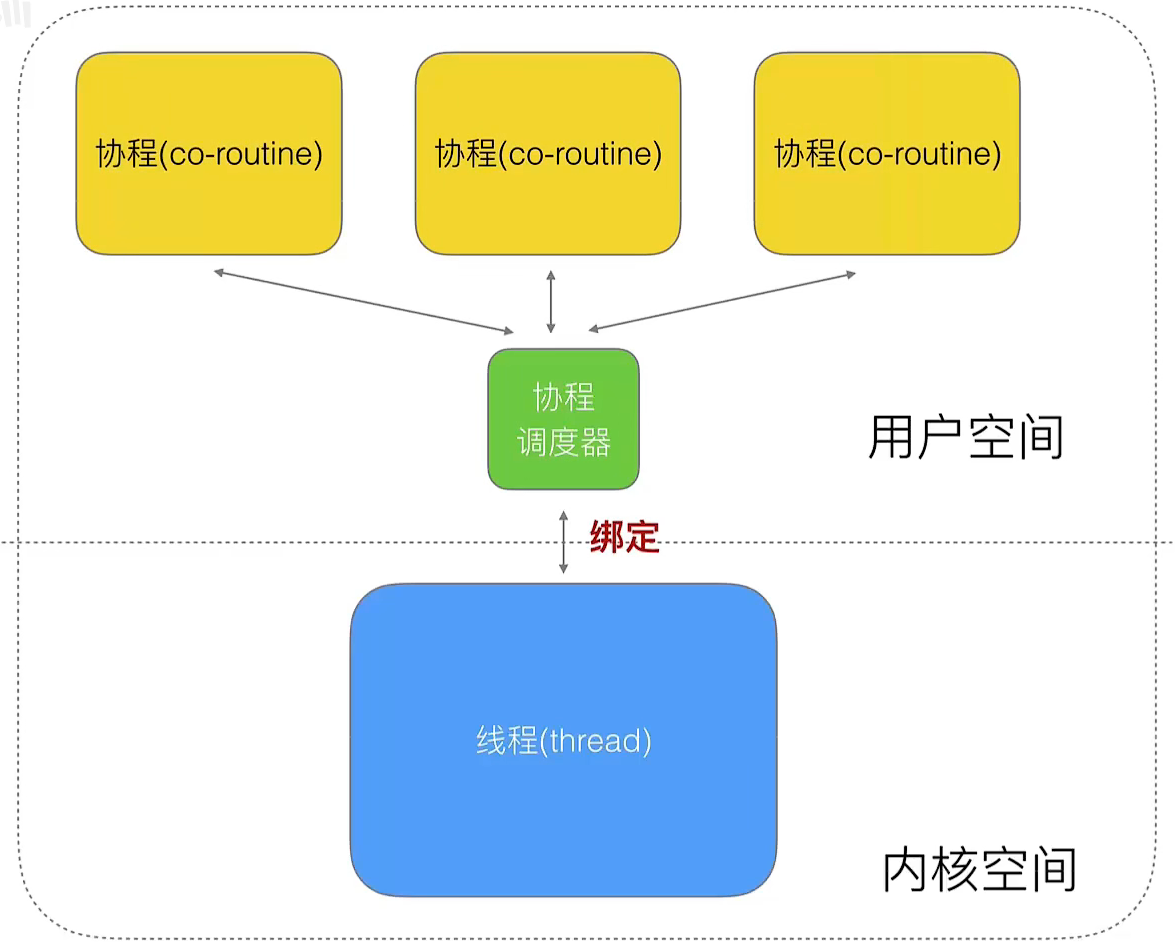 协程(co-routine)
协程(co-routine)
协程(co-routine)
协程
调度器
用户空间
绑定
线程(thread)
内核空间